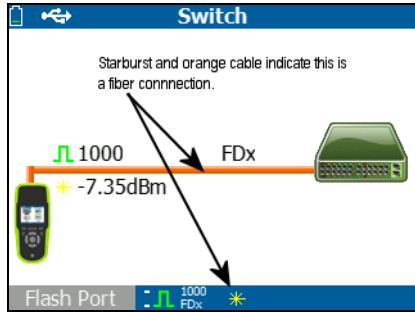 Switch
Starburst and orange cable indicate this is
a fiber connnection.
1000 FDx
-7.35dBm
Flash Port
1000
FDx